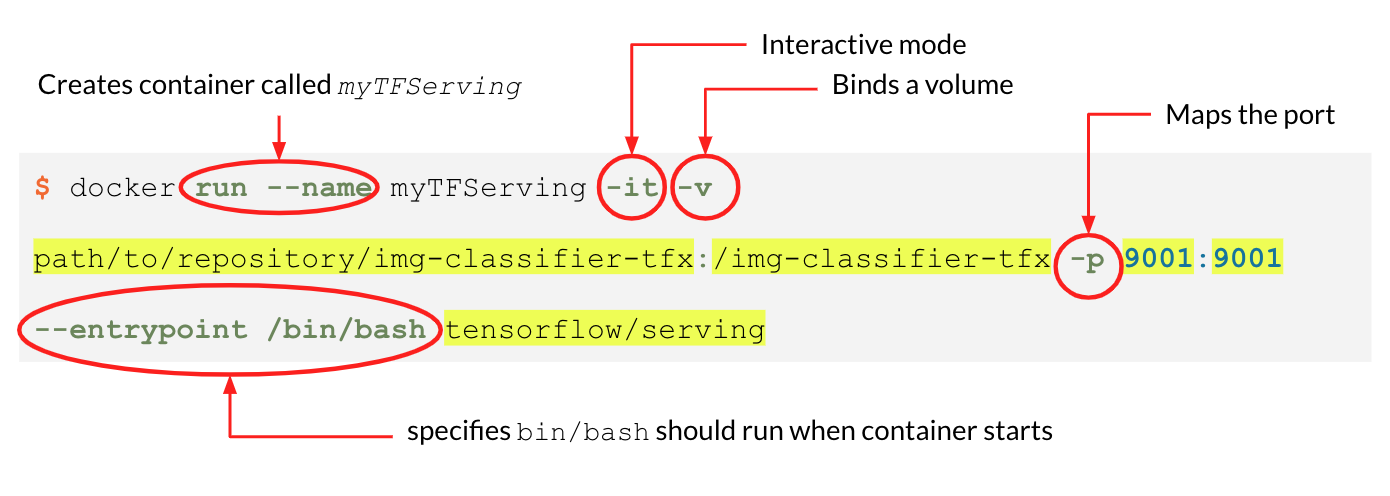 Interactive mode
Creates container called myTFServing
Binds a volume
Maps the port
$ docker run --name myTFServing -it -v
path/to/repository/img-classifier-tfx:/img-classifier-tfx -p 9001:9001
--entrypoint /bin/bash tensorflow/serving
specifies bin/bash should run when container starts